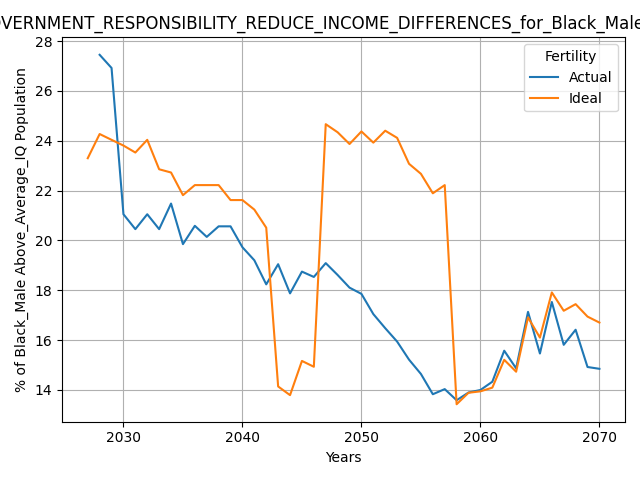 OVERNMENT_RESPONSIBILITY_REDUCE_INCOME_DIFFERENCES_for_Black_Male
% of Black_Male Above_Average_IQ Population
28
26
24
22
20
18
16
14
Fertility
Actual
Ideal
2030 2040 2050 2060 2070
Years